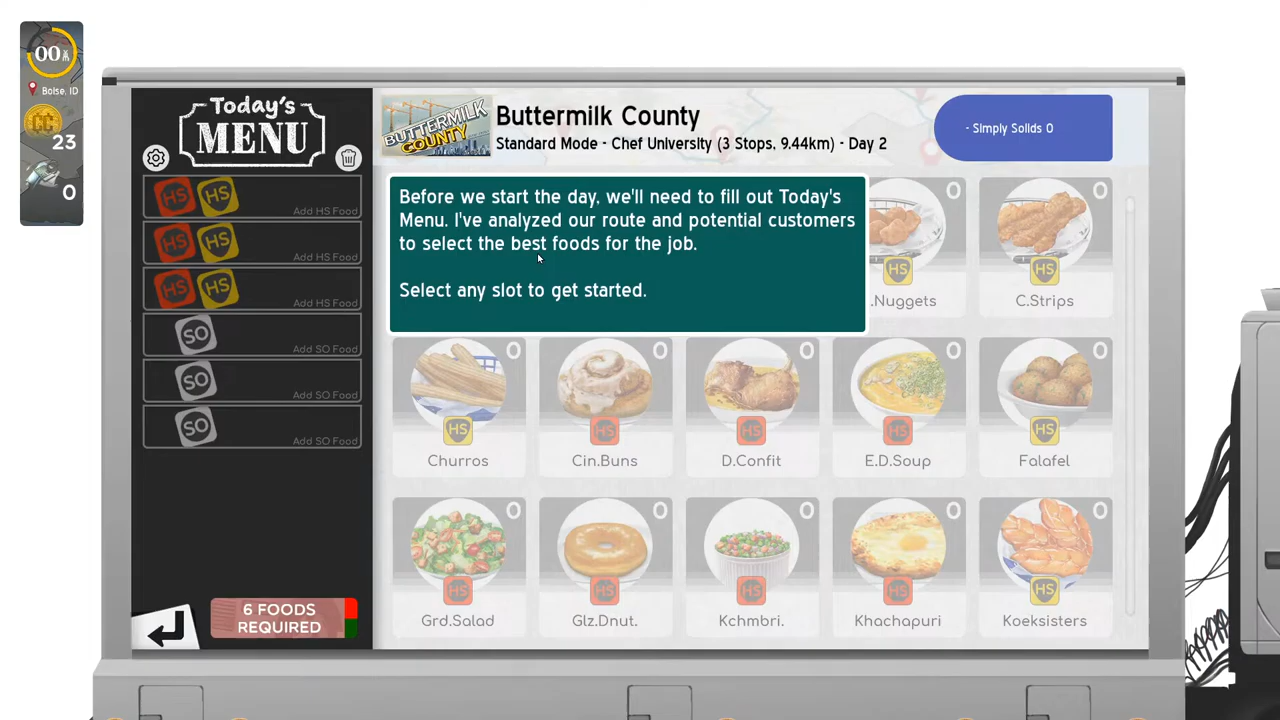 00
Boise, ID
23
0
Today's
MENU
HS HS
Add HS Food
HS HS
Add HS Food
HS HS
Add HS Food
SO
Add SO Food
SO
Add SO Food
SO
Add SO Food
6 FOODS
REQUIRED
BUTTERMILK
COUNTY
Buttermilk County
Standard Mode - Chef University (3 Stops, 9.44km) - Day 2
- Simply Solids 0
Before we start the day, we'll need to fill out Today's
Menu. I've analyzed our route and potential customers
to select the best foods for the job.
Select any slot to get started.
0
HS
.Nuggets
0
HS
C.Strips
0
HS
Churros
0
HS
Cin.Buns
0
HS
D.Confit
0
HS
E.D.Soup
0
HS
Falafel
0
HS
Grd.Salad
0
HS
Glz.Dnut.
0
HS
Kchmbri.
0
HS
Khachapuri
0
HS
Koeksisters